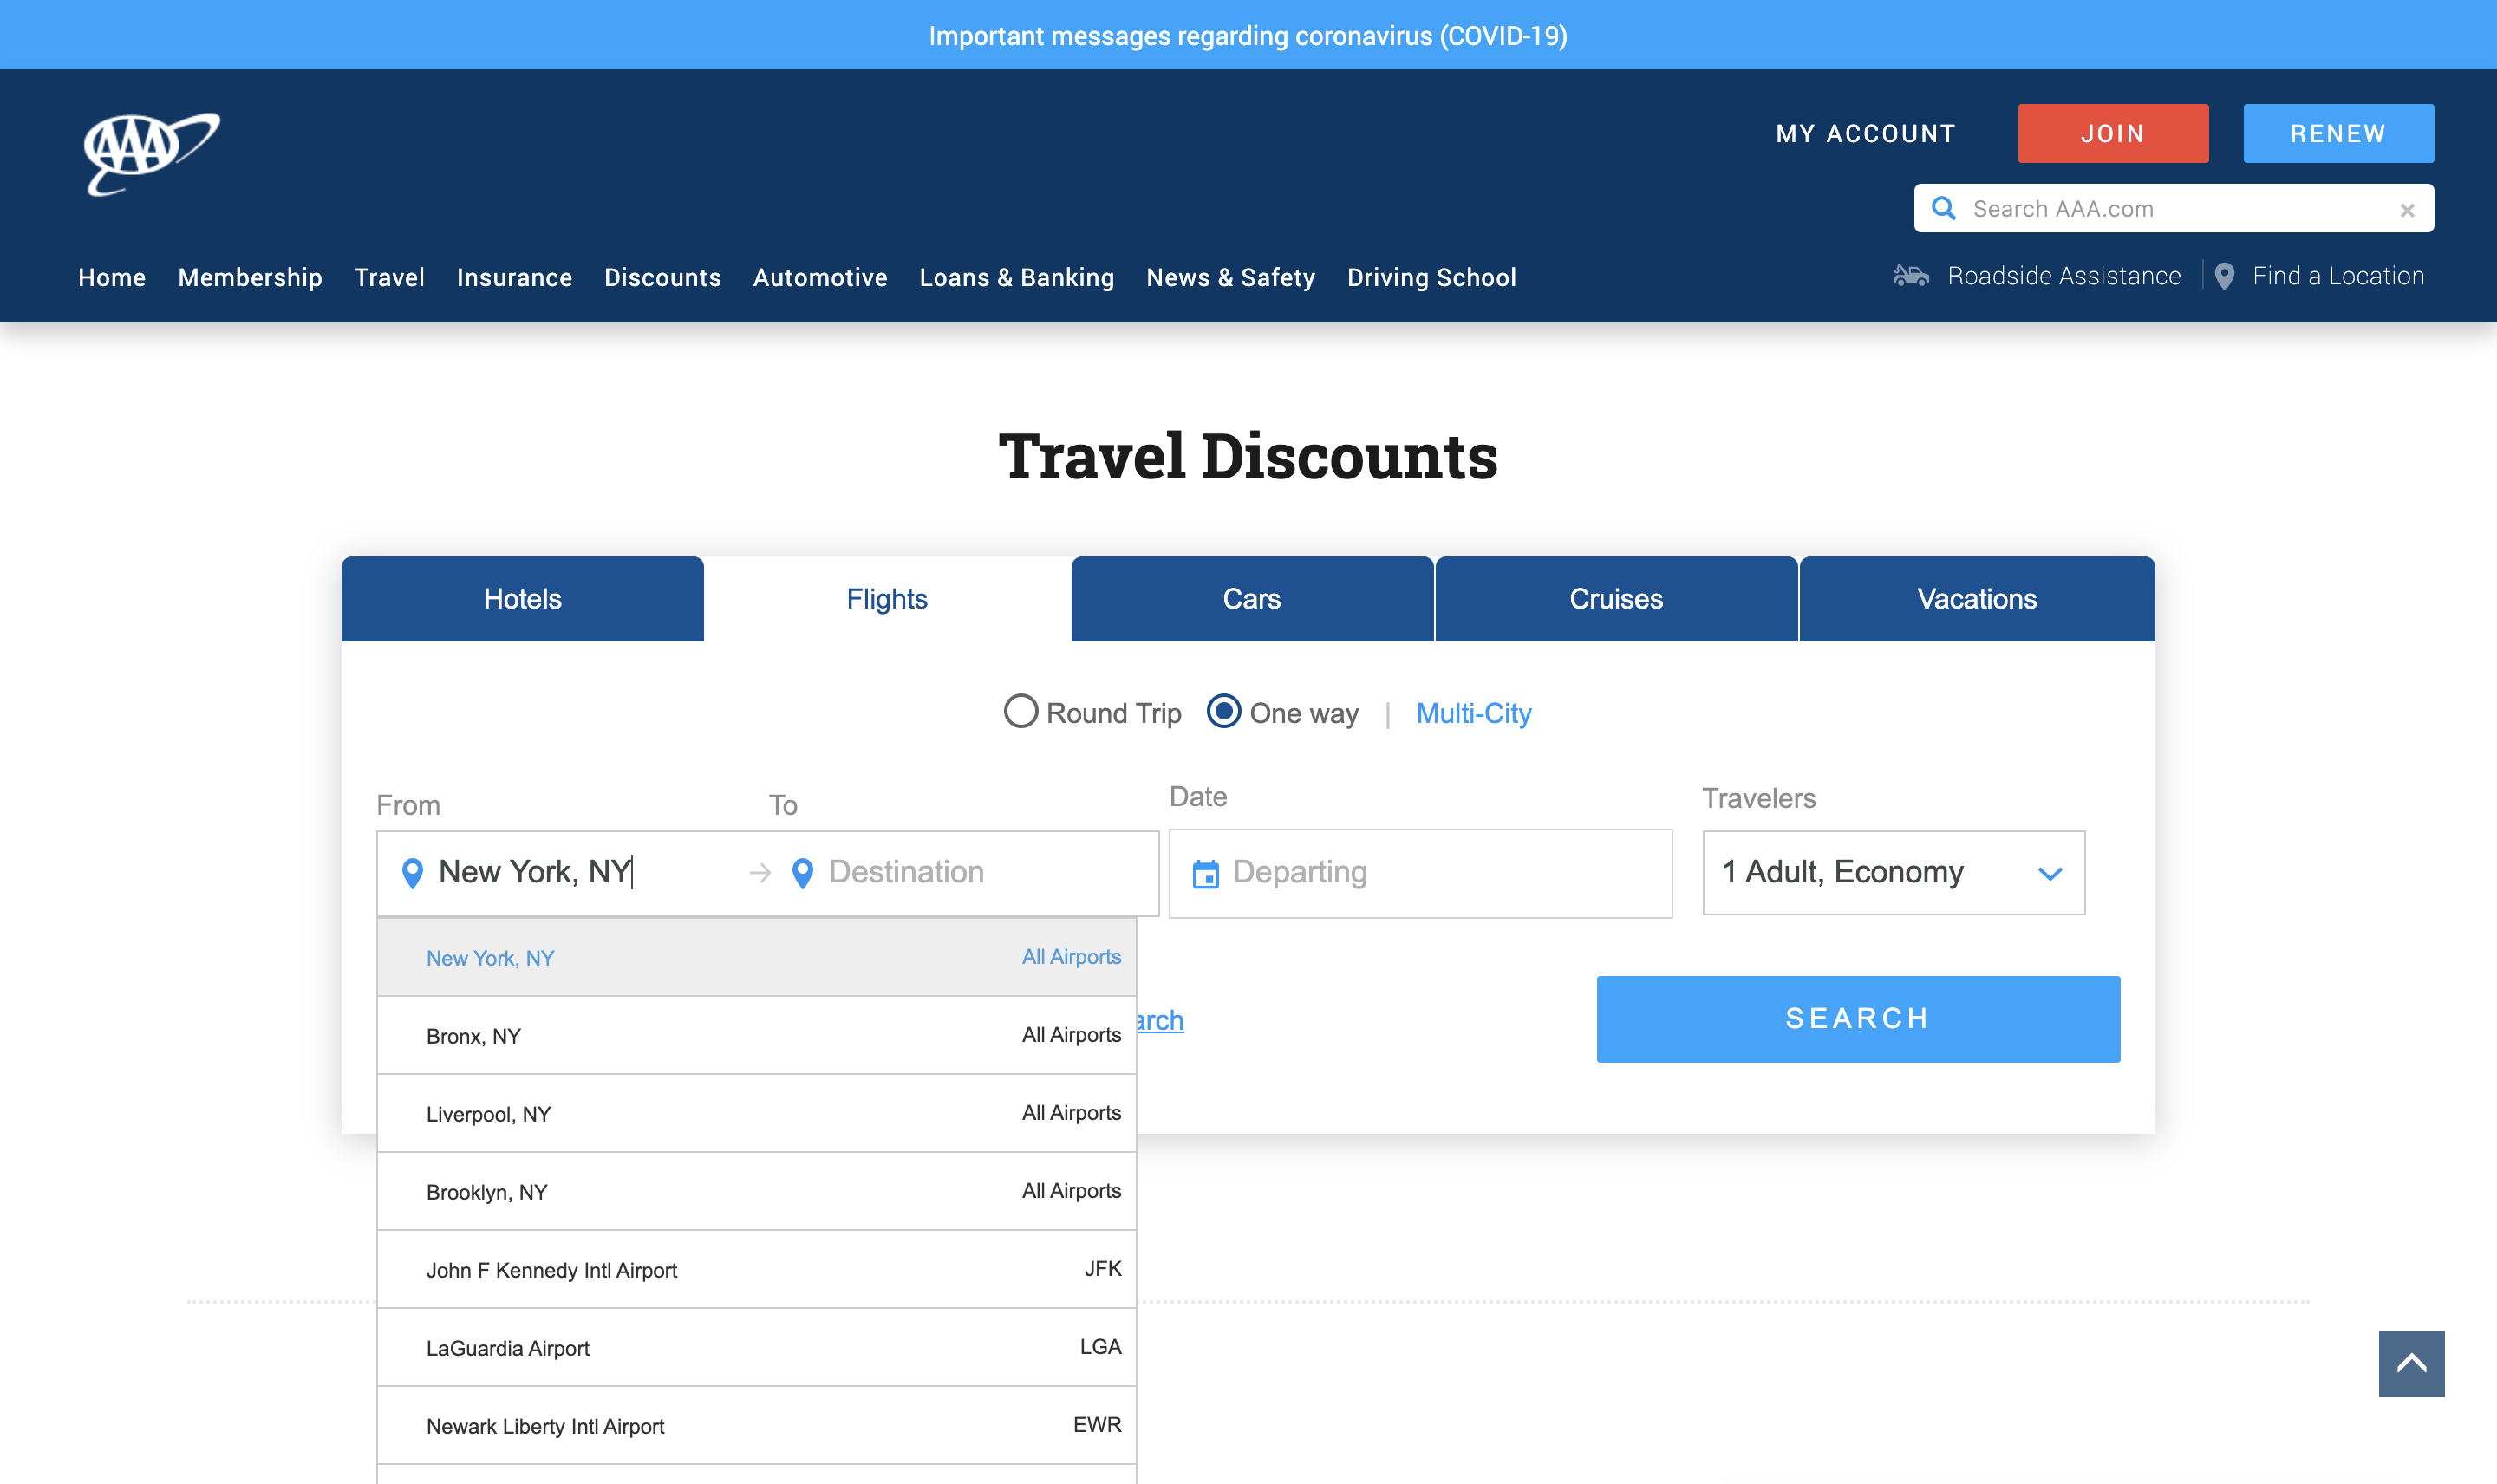 Important messages regarding coronavirus (COVID-19)
AAA
MY ACCOUNT
JOIN
RENEW
Search AAA.com
Home Membership Travel Insurance Discounts Automotive Loans & Banking News & Safety Driving School
Roadside Assistance
Find a Location
Travel Discounts
Hotels
Flights
Cars
Cruises
Vacations
Round Trip One way | Multi-City
From
To
Date
Travelers
New York, NY
Destination
Departing
1 Adult, Economy
New York, NY All Airports
Bronx, NY All Airports
arch
SEARCH
Liverpool, NY All Airports
Brooklyn, NY All Airports
John F Kennedy Intl Airport JFK
LaGuardia Airport LGA
Newark Liberty Intl Airport EWR